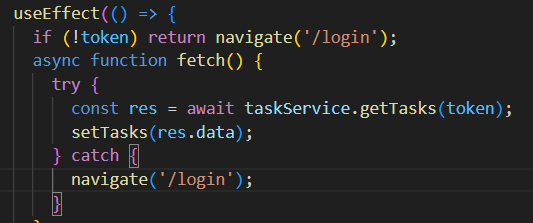 useEffect(() => {
if (!token) return navigate('/login');
async function fetch() {
try {
const res = await taskService.getTasks(token);
setTasks(res.data);
} catch {
navigate('/login');
}